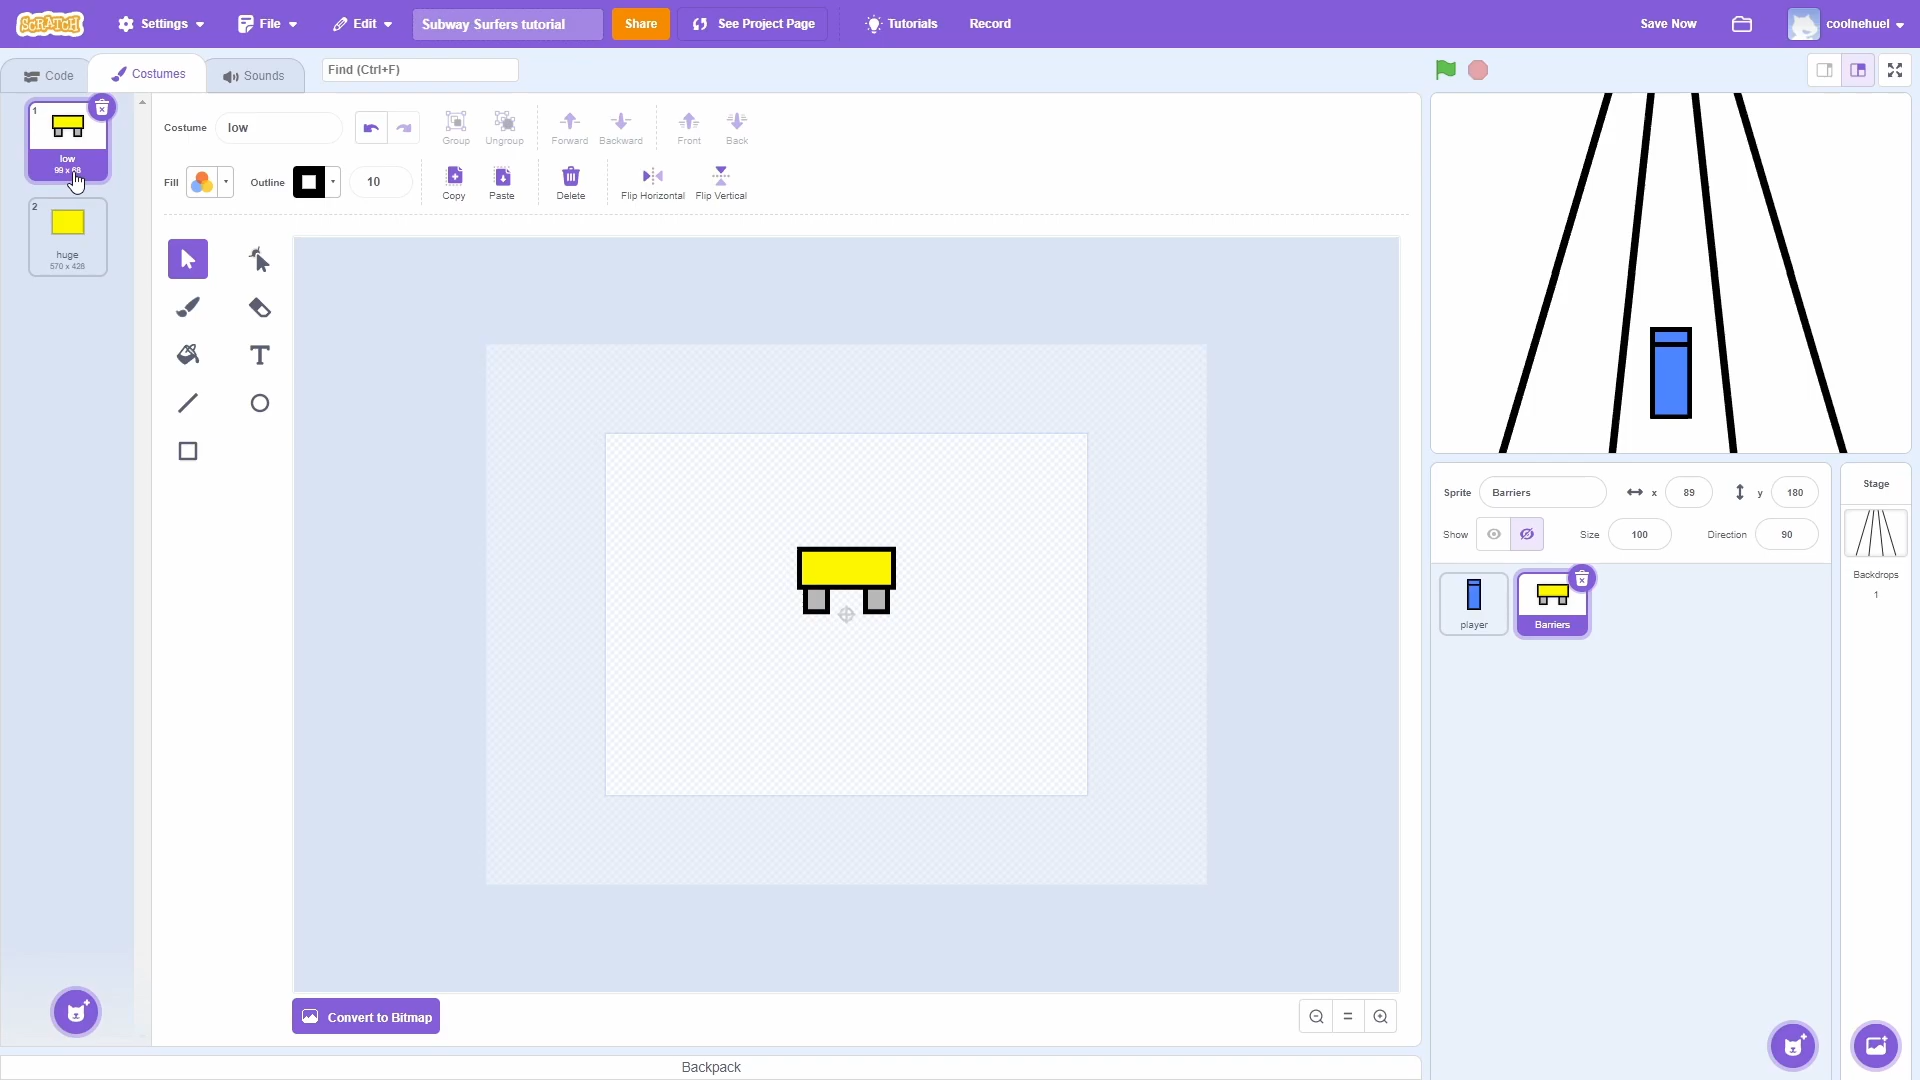 SCRATCH
Settings
File
Edit
Subway Surfers tutorial
Share
See Project Page
Tutorials
Record
Save Now
coolnehuel
Code
Costumes
Sounds
Find (Ctrl+F)
1
low
99 x 68
2
huge
570 x 428
Costume
low
Group
Ungroup
Forward
Backward
Front
Back
Fill
Outline
10
Copy
Paste
Delete
Flip Horizontal
Flip Vertical
T
Convert to Bitmap
Backpack
Sprite
Barriers
x
89
y
180
Show
Size
100
Direction
90
player
Barriers
Stage
Backdrops
1